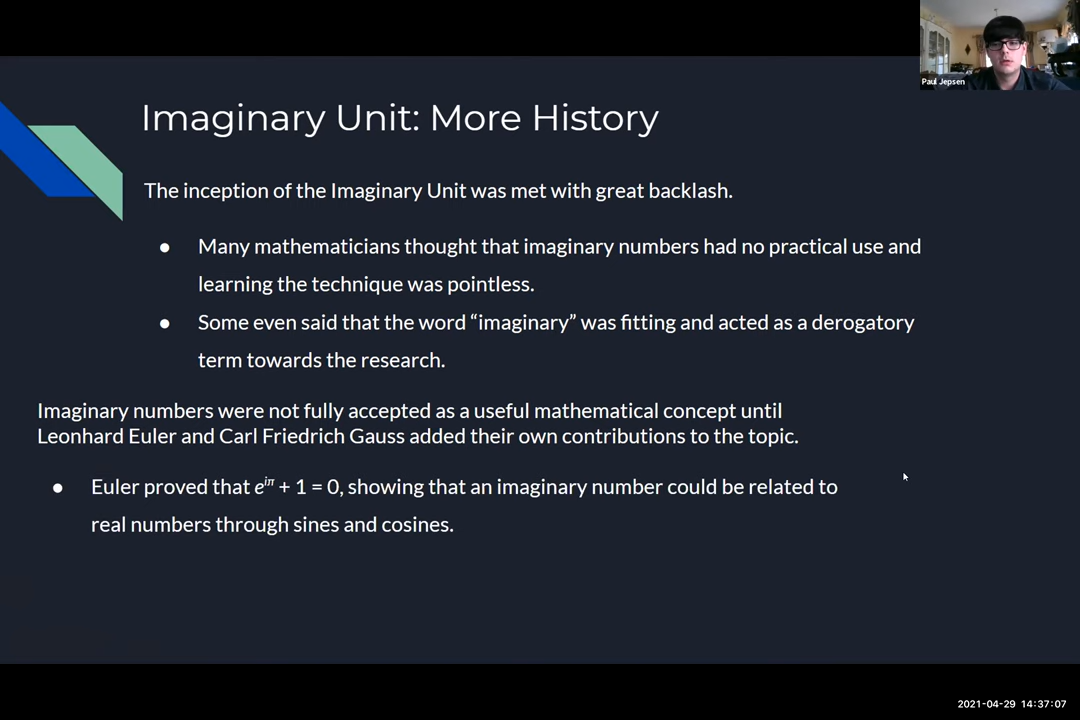 Paul Jepsen
Imaginary Unit: More History
The inception of the Imaginary Unit was met with great backlash.
● Many mathematicians thought that imaginary numbers had no practical use and
learning the technique was pointless.
● Some even said that the word “imaginary” was fitting and acted as a derogatory
term towards the research.
Imaginary numbers were not fully accepted as a useful mathematical concept until
Leonhard Euler and Carl Friedrich Gauss added their own contributions to the topic.
● Euler proved that e^{iπ} + 1 = 0, showing that an imaginary number could be related to
real numbers through sines and cosines.
2021-04-29 14:37:07